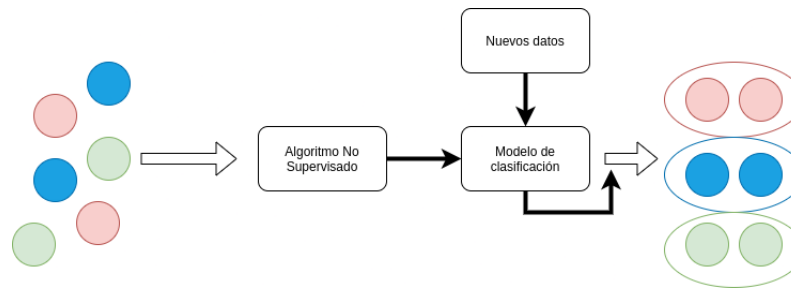 Nuevos datos
Algoritmo No
Supervisado
Modelo de
clasificación